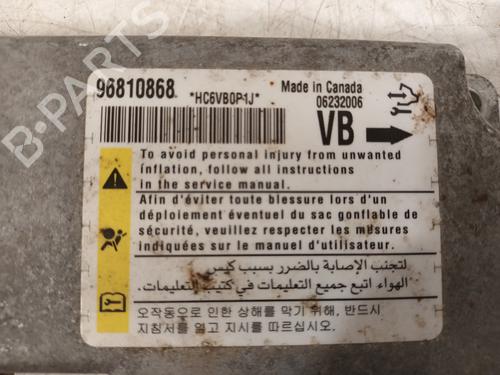 96810868
*HC6VB0P1J*
Made in Canada
06232006
VB
To avoid personal injury from unwanted
inflation, follow all instructions
in the service manual.
Afin d'éviter toute blessure lors d'un
déploiement éventuel du sac gonflable de
sécurité, veuillez respecter les mesures
indiquées sur le manuel d'utilisateur.
لتجنب الإصابة بالضرر بسبب كيس
الهواء اتبع جميع التعليمات في كتيب التعليمات.
오작동으로 인한 상해를 막기 위해, 반드시
지침서를 열고 지시를 따르십시오.